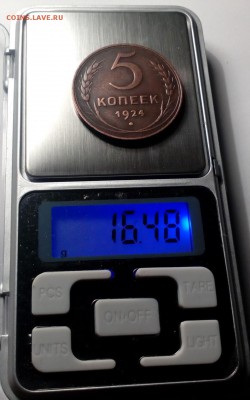 COINS.LAVE.RU
5
КОПЕЕК
1924
16.48
g
PCS
TARE
ON-OFF
UNITS
LIGHT